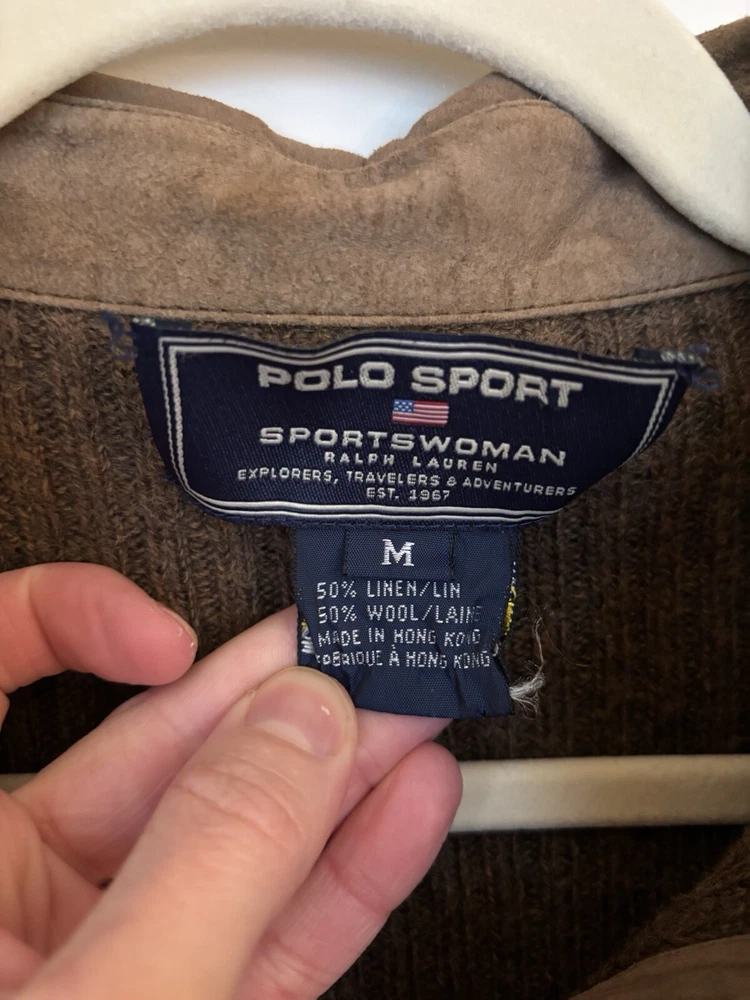 POLO SPORT
SPORTSWOMAN
RALPH LAUREN
EXPLORERS, TRAVELERS & ADVENTURERS
EST. 1967
M
50% LINEN/LIN
50% WOOL/LAINE
MADE IN HONG KONG
FABRIQUÉ À HONG KONG